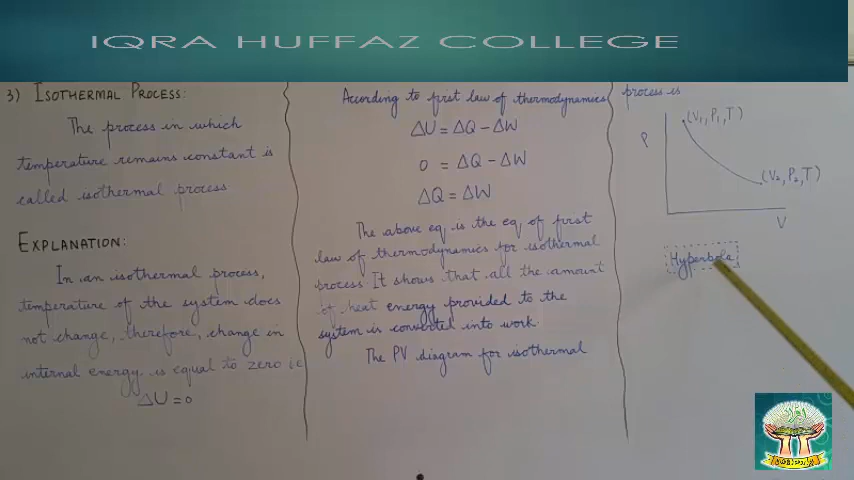 IQRA HUFFAZ COLLEGE
3) ISOTHERMAL PROCESS:
The process in which
temperature remains constant is
called isothermal process
EXPLANATION:
In an isothermal process,
temperature of the system does
not change, therefore, change in
internal energy is equal to zero i.e
ΔU = 0
According to first law of thermodynamics
ΔU = ΔQ - ΔW
0 = ΔQ - ΔW
ΔQ = ΔW
The above eq is the eq of first
law of thermodynamics for isothermal
process. It shows that all the amount
of heat energy provided to the
system is converted into work.
The PV diagram for isothermal
process is
(V₁, P₁, T)
P
(V₂, P₂, T)
V
Hyperbola